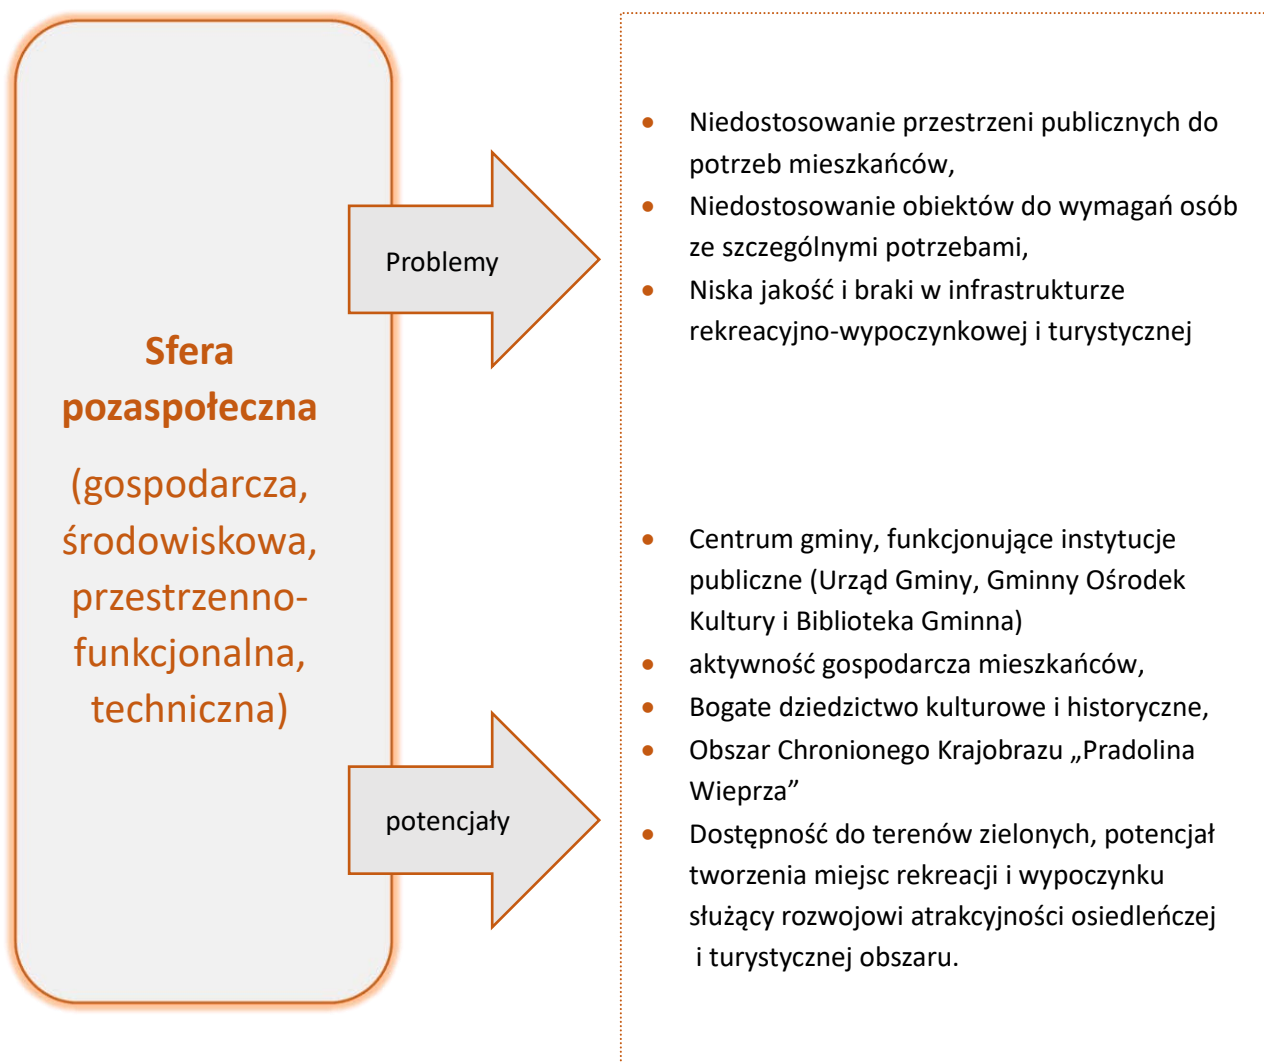 Sfera
pozaspołeczna
(gospodarcza,
środowiskowa,
przestrzenno-
funkcjonalna,
techniczna)
Problemy
• Niedostosowanie przestrzeni publicznych do
potrzeb mieszkańców,
• Niedostosowanie obiektów do wymagań osób
ze szczególnymi potrzebami,
• Niska jakość i braki w infrastrukturze
rekreacyjno-wypoczynkowej i turystycznej
potencjały
• Centrum gminy, funkcjonujące instytucje
publiczne (Urząd Gminy, Gminny Ośrodek
Kultury i Biblioteka Gminna)
• aktywność gospodarcza mieszkańców,
• Bogate dziedzictwo kulturowe i historyczne,
• Obszar Chronionego Krajobrazu „Pradolina
Wieprza”
• Dostępność do terenów zielonych, potencjał
tworzenia miejsc rekreacji i wypoczynku
służący rozwojowi atrakcyjności osiedleńczej
i turystycznej obszaru.